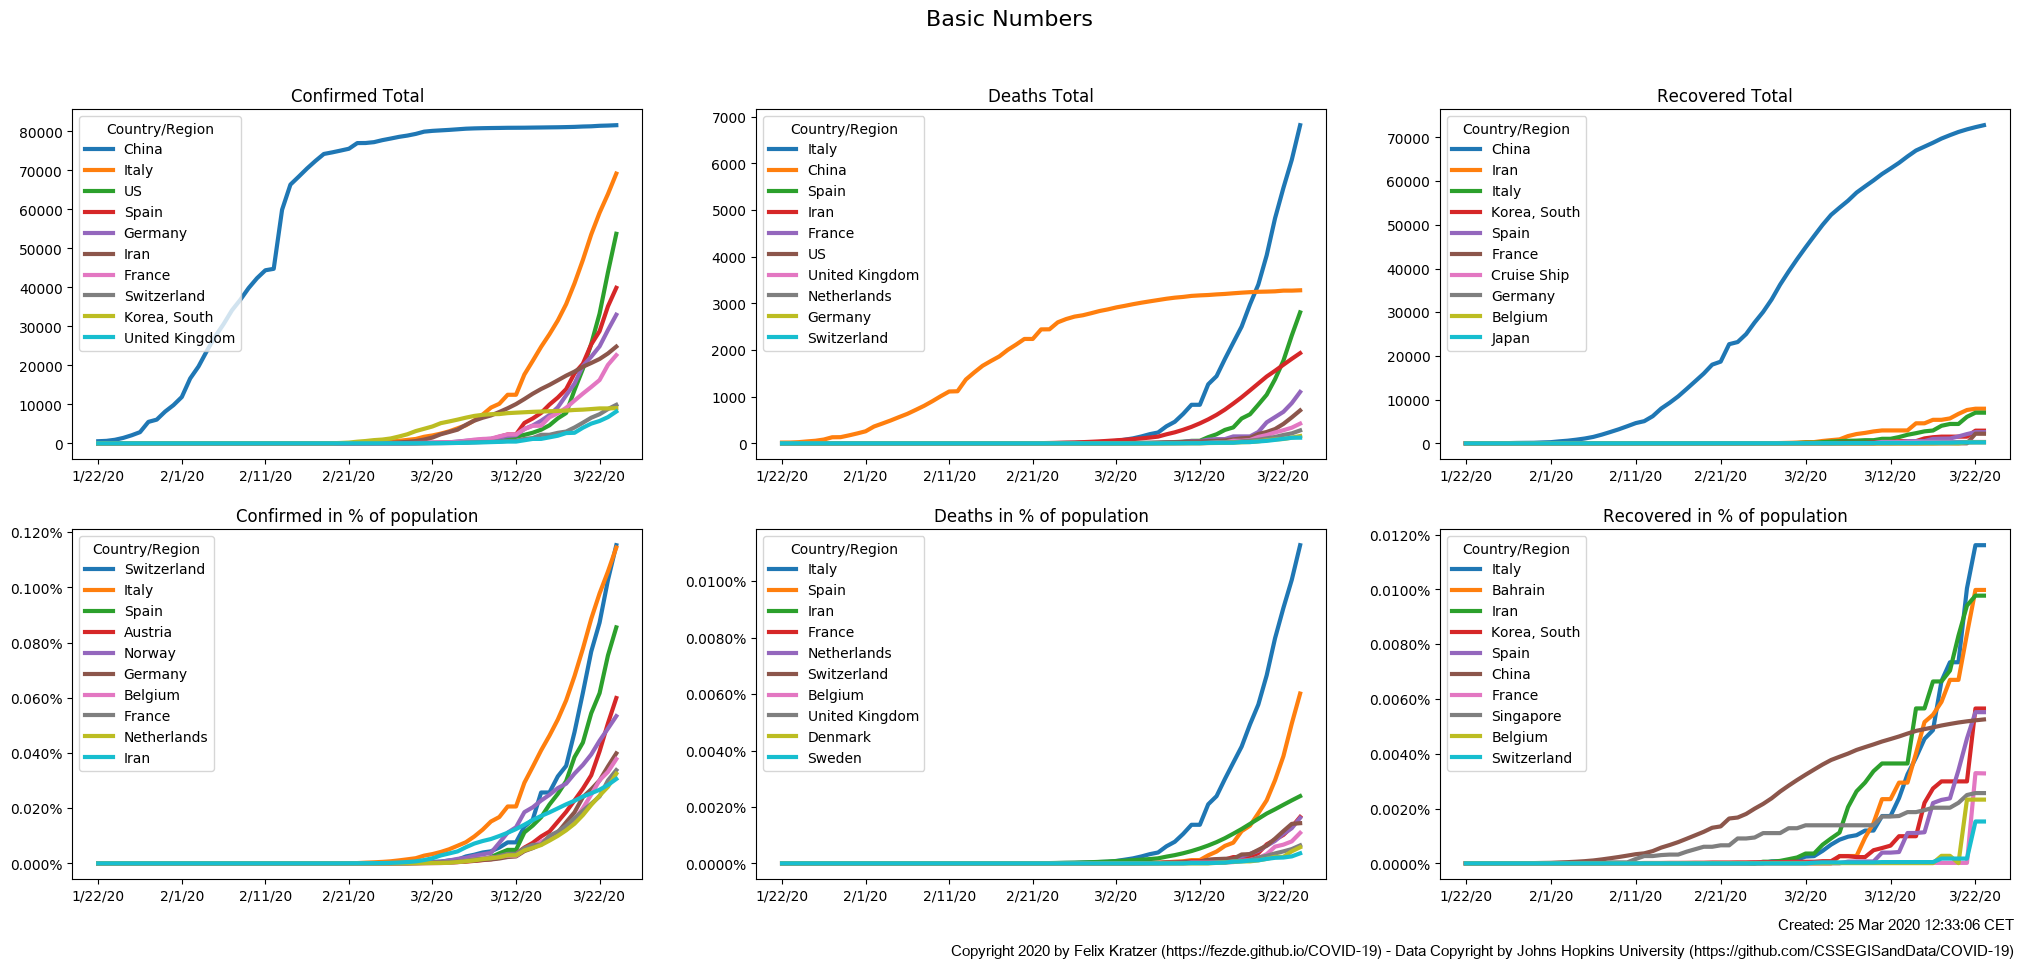 Basic Numbers
Confirmed Total
Country/Region
China
Italy
US
Spain
Germany
Iran
France
Switzerland
Korea, South
United Kingdom
80000
70000
60000
50000
40000
30000
20000
10000
0
1/22/20 2/1/20 2/11/20 2/21/20 3/2/20 3/12/20 3/22/20
Deaths Total
Country/Region
Italy
China
Spain
Iran
France
US
United Kingdom
Netherlands
Germany
Switzerland
7000
6000
5000
4000
3000
2000
1000
0
1/22/20 2/1/20 2/11/20 2/21/20 3/2/20 3/12/20 3/22/20
Recovered Total
Country/Region
China
Iran
Italy
Korea, South
Spain
France
Cruise Ship
Germany
Belgium
Japan
70000
60000
50000
40000
30000
20000
10000
0
1/22/20 2/1/20 2/11/20 2/21/20 3/2/20 3/12/20 3/22/20
Confirmed in % of population
Country/Region
Switzerland
Italy
Spain
Austria
Norway
Germany
Belgium
France
Netherlands
Iran
0.120%
0.100%
0.080%
0.060%
0.040%
0.020%
0.000%
1/22/20 2/1/20 2/11/20 2/21/20 3/2/20 3/12/20 3/22/20
Deaths in % of population
Country/Region
Italy
Spain
Iran
France
Netherlands
Switzerland
Belgium
United Kingdom
Denmark
Sweden
0.0100%
0.0080%
0.0060%
0.0040%
0.0020%
0.0000%
1/22/20 2/1/20 2/11/20 2/21/20 3/2/20 3/12/20 3/22/20
Recovered in % of population
Country/Region
Italy
Bahrain
Iran
Korea, South
Spain
China
France
Singapore
Belgium
Switzerland
0.0120%
0.0100%
0.0080%
0.0060%
0.0040%
0.0020%
0.0000%
1/22/20 2/1/20 2/11/20 2/21/20 3/2/20 3/12/20 3/22/20
Created: 25 Mar 2020 12:33:06 CET
Copyright 2020 by Felix Kratzer (https://fezde.github.io/COVID-19) - Data Copyright by Johns Hopkins University (https://github.com/CSSEGISandData/COVID-19)